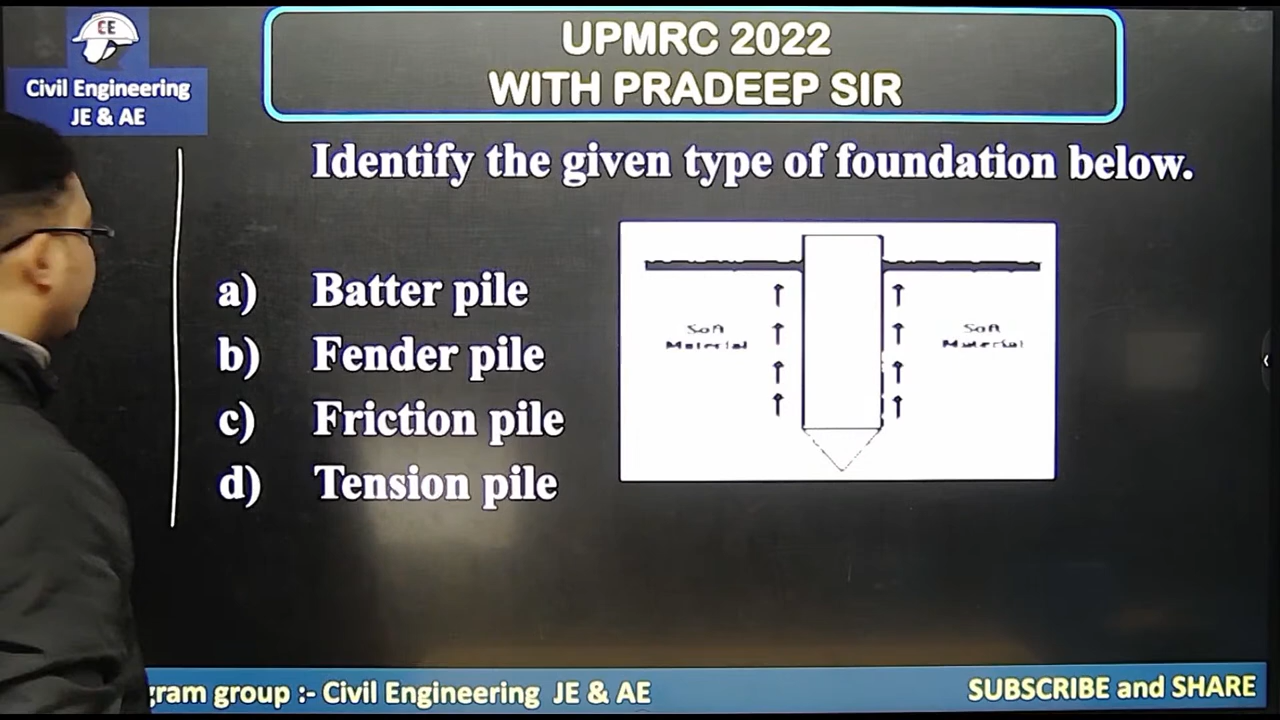 CE
Civil Engineering
JE & AE
UPMRC 2022
WITH PRADEEP SIR
Identify the given type of foundation below.
a) Batter pile
b) Fender pile
c) Friction pile
d) Tension pile
Soft
Material
Soft
Material
gram group :- Civil Engineering JE & AE
SUBSCRIBE and SHARE